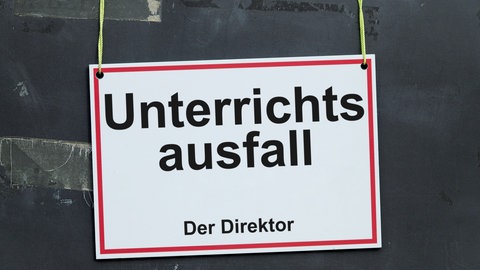 Unterrichts
ausfall
Der Direktor